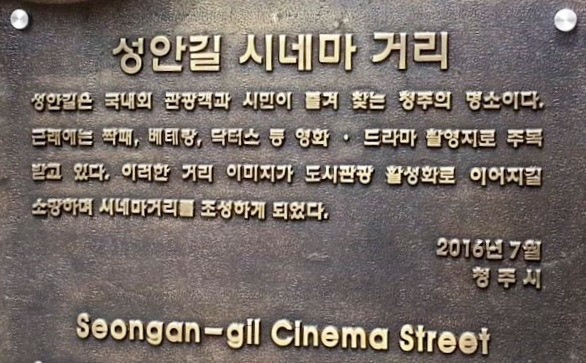 성안길 시네마 거리
성안길은 국내외 관광객과 시민이 즐겨 찾는 청주의 명소이다.
근래에는 짝패, 베테랑, 닥터스 등 영화 · 드라마 촬영지로 주목
받고 있다. 이러한 거리 이미지가 도시관광 활성화로 이어지길
소망하며 시네마거리를 조성하게 되었다.
2016년 7월
청주시
Seongan-gil Cinema Street